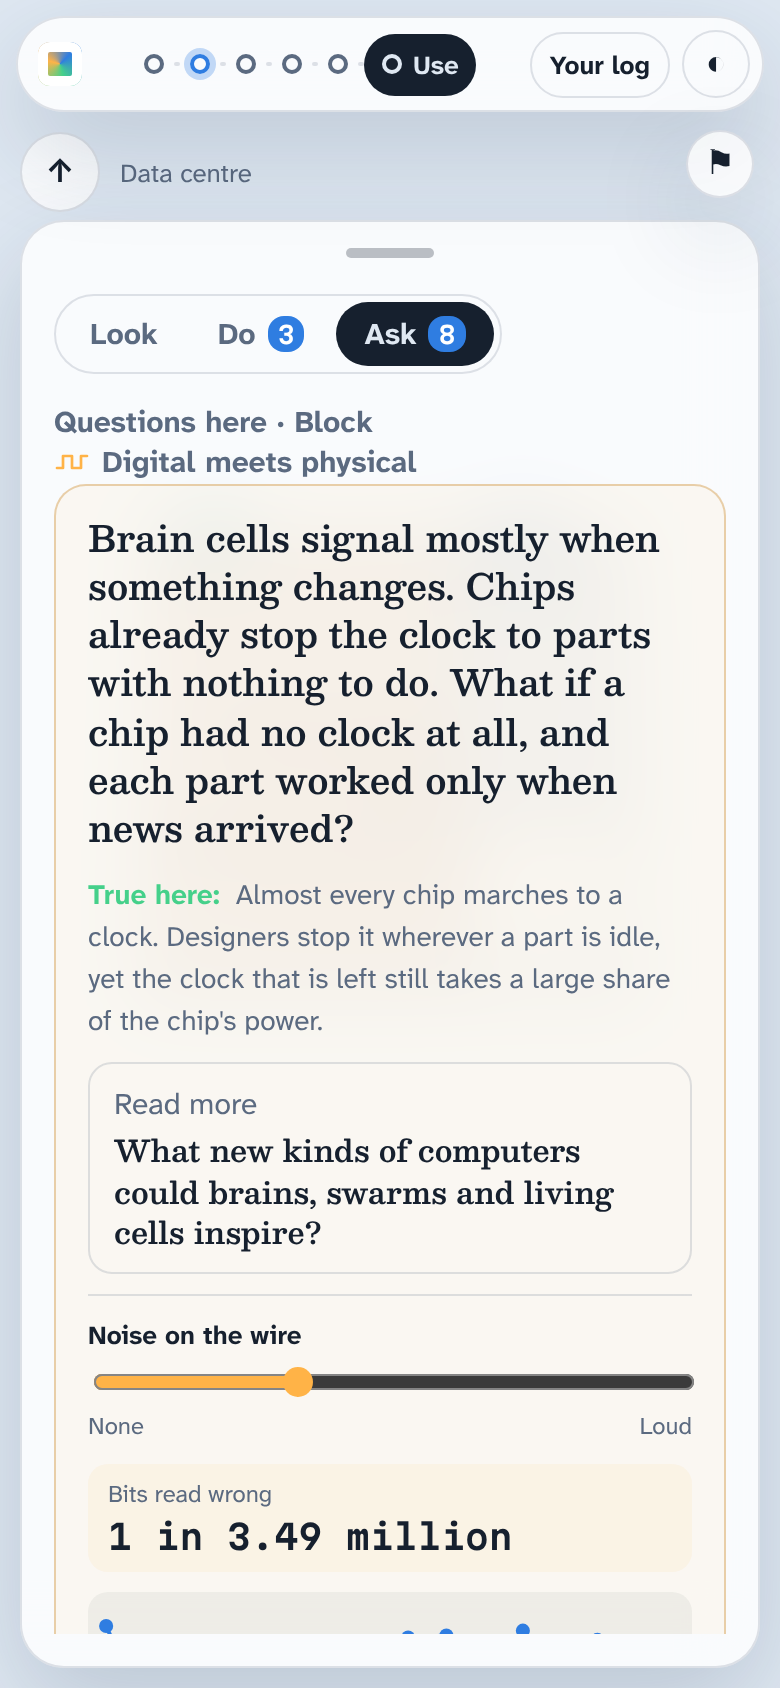 Use
Your log
Data centre
Look
Do 3
Ask 8
Questions here · Block
Digital meets physical
Brain cells signal mostly when
something changes. Chips
already stop the clock to parts
with nothing to do. What if a
chip had no clock at all, and
each part worked only when
news arrived?
True here: Almost every chip marches to a
clock. Designers stop it wherever a part is idle,
yet the clock that is left still takes a large share
of the chip's power.
Read more
What new kinds of computers
could brains, swarms and living
cells inspire?
Noise on the wire
None
Loud
Bits read wrong
1 in 3.49 million